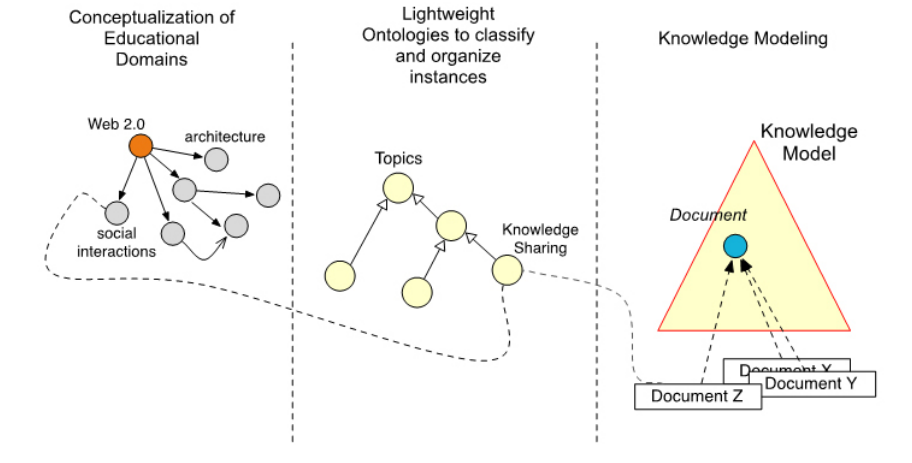 Conceptualization of
Educational
Domains
Lightweight
Ontologies to classify
and organize
instances
Knowledge Modeling
Web 2.0
architecture
social
interactions
Topics
Knowledge
Sharing
Knowledge
Model
Document
Document X
Document Y
Document Z